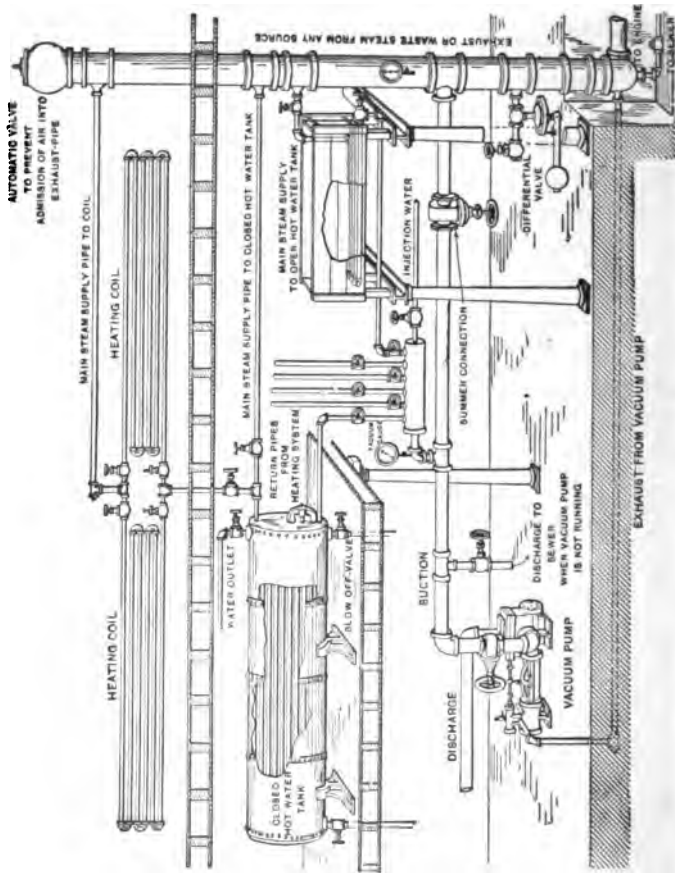 AUTOMATIC VALVE
TO PREVENT
ADMISSION OF AIR INTO
EXHAUST-PIPE
MAIN STEAM SUPPLY PIPE TO COIL
HEATING COIL
HEATING COIL
EXHAUST OR WASTE STEAM FROM ANY SOURCE
MAIN STEAM SUPPLY PIPE TO CLOSED HOT WATER TANK
MAIN STEAM SUPPLY
TO OPEN HOT WATER TANK
INJECTION WATER
DIFFERENTIAL
VALVE
TO ENGINE
SUMMER CONNECTION
RETURN PIPES
FROM
HEATING SYSTEM
VACUUM
GAUGE
WATER OUTLET
BLOW OFF-VALVE
CLOSED
HOT WATER
TANK
SUCTION
DISCHARGE TO
SEWER
WHEN VACUUM PUMP
IS NOT RUNNING
DISCHARGE
VACUUM PUMP
EXHAUST FROM VACUUM PUMP